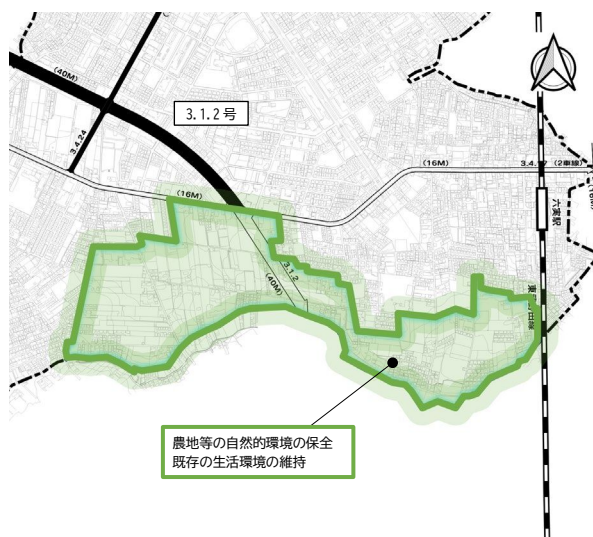 (40M)
3.1.2号
3.4.24
(16M)
3.4.17 (2車線)
(16M)
(16M)
六実駅
3.1.2
(40M)
農地等の自然的環境の保全
既存の生活環境の維持